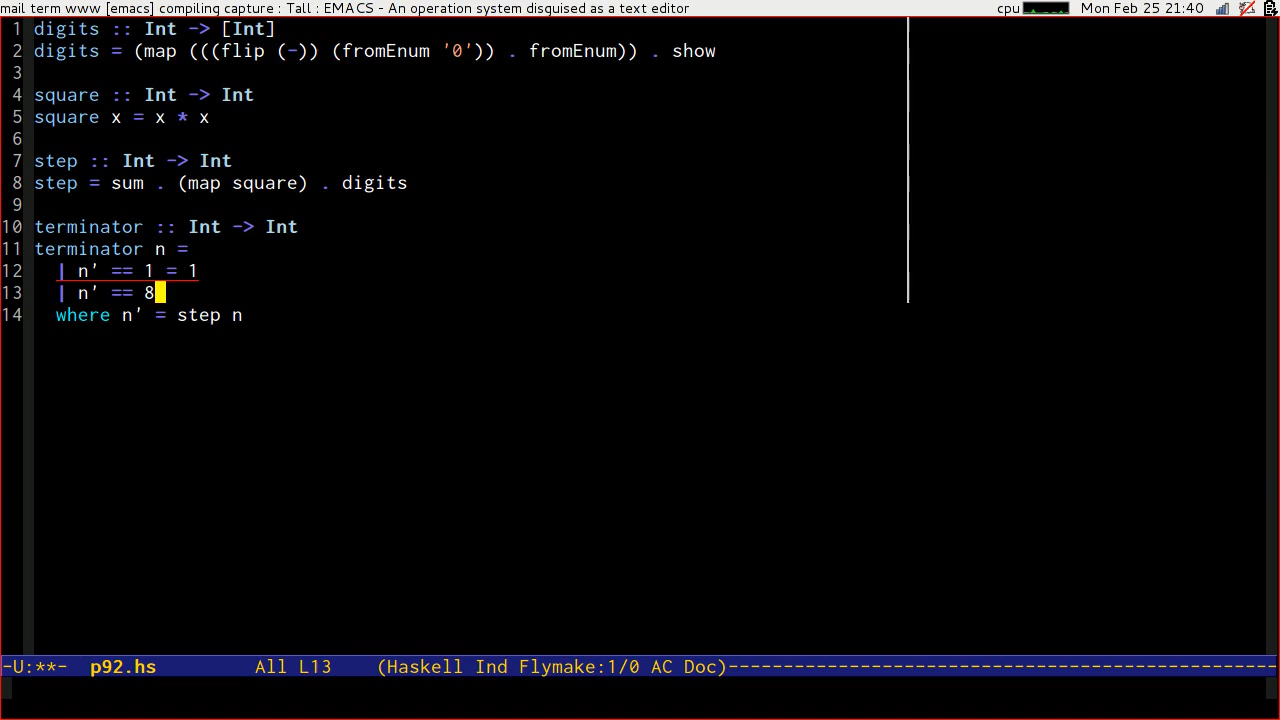 mail term www [emacs] compiling capture : Tall : EMACS - An operation system disguised as a text editor cpu Mon Feb 25 21:40
1 digits :: Int -> [Int]
2 digits = (map (((flip (-)) (fromEnum '0')) . fromEnum)) . show
3
4 square :: Int -> Int
5 square x = x * x
6
7 step :: Int -> Int
8 step = sum . (map square) . digits
9
10 terminator :: Int -> Int
11 terminator n =
12 | n' == 1 = 1
13 | n' == 8
14 where n' = step n
-U:**- p92.hs All L13 (Haskell Ind Flymake:1/0 AC Doc)--------------------------------------------------